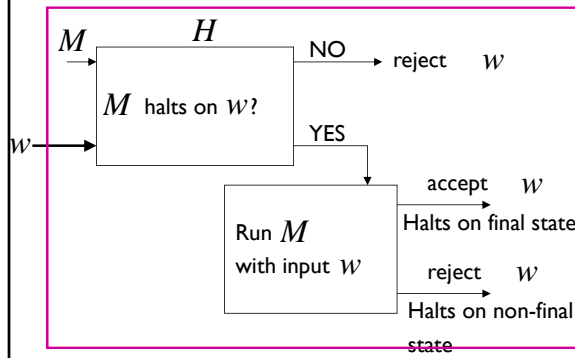 M H
NO
reject w
M halts on w?
w
YES
accept w
Halts on final state
Run M
with input w
reject w
Halts on non-final
state